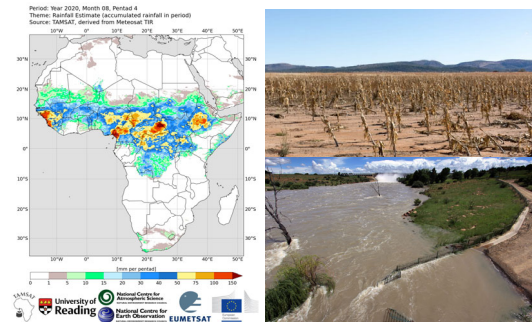 Period: Year 2020, Month 08, Pentad 4
Theme: Rainfall Estimate (accumulated rainfall in period)
Source: TAMSAT, derived from Meteosat TIR
20°W 10°W 0° 10°E 20°E 30°E 40°E 50°E
30°N 30°N
20°N 20°N
10°N 10°N
0° 0°
10°S 10°S
20°S 20°S
30°S 30°S
20°W 10°W 0° 10°E 20°E 30°E 40°E 50°E
[mm per pentad]
0 1 5 10 15 20 30 40 50 75 100 150
TAMSAT
University of
Reading
National Centre for
Atmospheric Science
National Centre for
Earth Observation
EUMETSAT